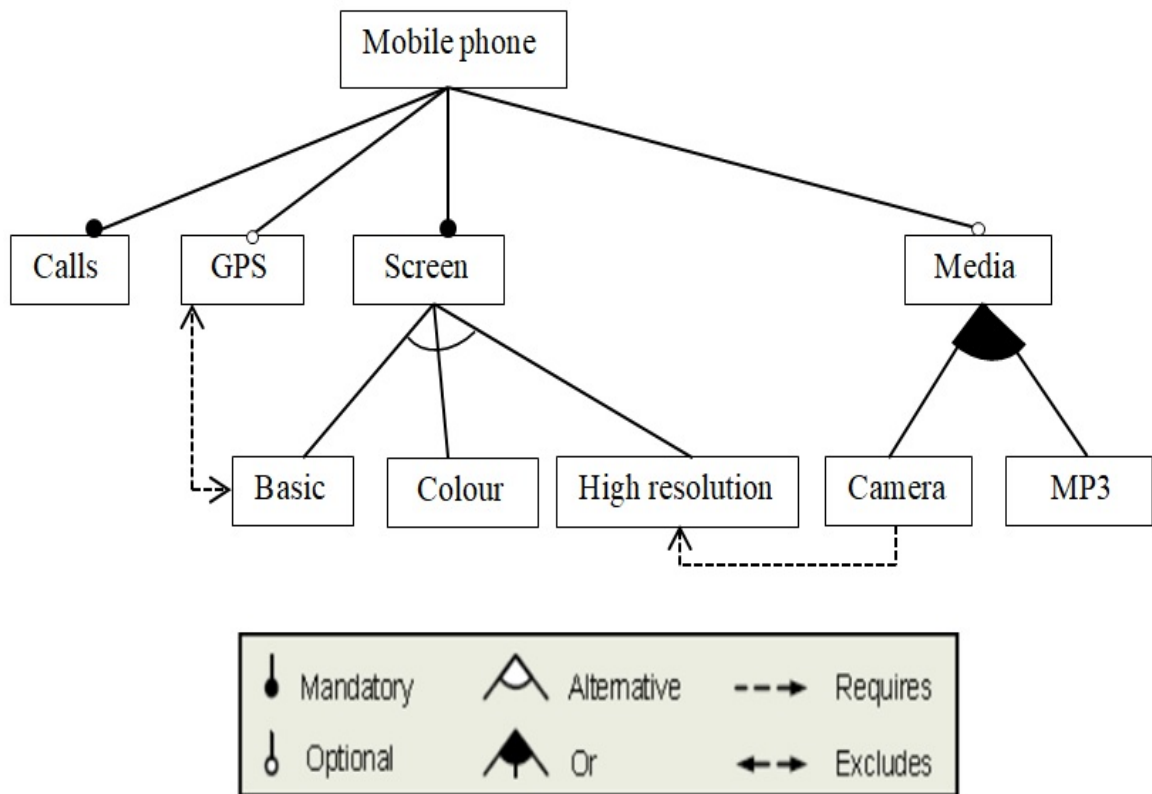 Mobile phone
Calls GPS Screen Media
Basic Colour High resolution Camera MP3
Mandatory Alternative Requires
Optional Or Excludes